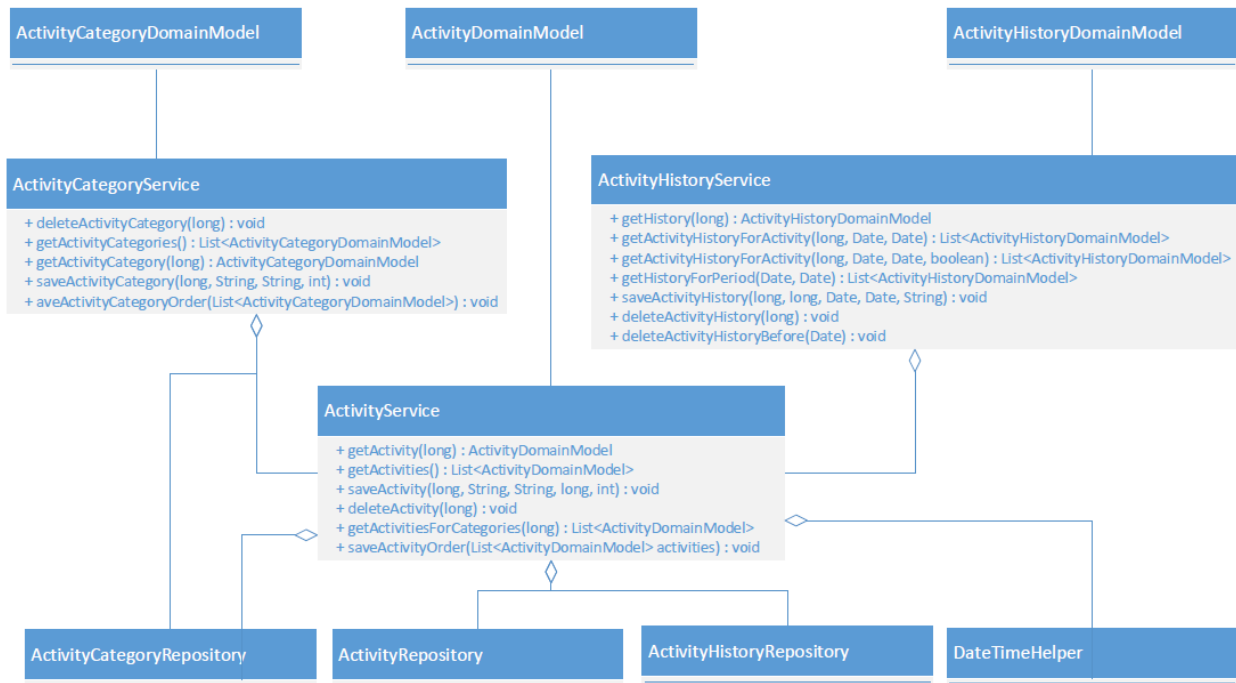 ActivityCategoryDomainModel
ActivityDomainModel
ActivityHistoryDomainModel
ActivityCategoryService
+ deleteActivityCategory(long) : void
+ getActivityCategories() : List<ActivityCategoryDomainModel>
+ getActivityCategory(long) : ActivityCategoryDomainModel
+ saveActivityCategory(long, String, String, int) : void
+ aveActivityCategoryOrder(List<ActivityCategoryDomainModel>) : void
ActivityHistoryService
+ getHistory(long) : ActivityHistoryDomainModel
+ getActivityHistoryForActivity(long, Date, Date) : List<ActivityHistoryDomainModel>
+ getActivityHistoryForActivity(long, Date, Date, boolean) : List<ActivityHistoryDomainModel>
+ getHistoryForPeriod(Date, Date) : List<ActivityHistoryDomainModel>
+ saveActivityHistory(long, long, Date, Date, String) : void
+ deleteActivityHistory(long) : void
+ deleteActivityHistoryBefore(Date) : void
ActivityService
+ getActivity(long) : ActivityDomainModel
+ getActivities() : List<ActivityDomainModel>
+ saveActivity(long, String, String, long, int) : void
+ deleteActivity(long) : void
+ getActivitiesForCategories(long) : List<ActivityDomainModel>
+ saveActivityOrder(List<ActivityDomainModel> activities) : void
ActivityCategoryRepository
ActivityRepository
ActivityHistoryRepository
DateTimeHelper